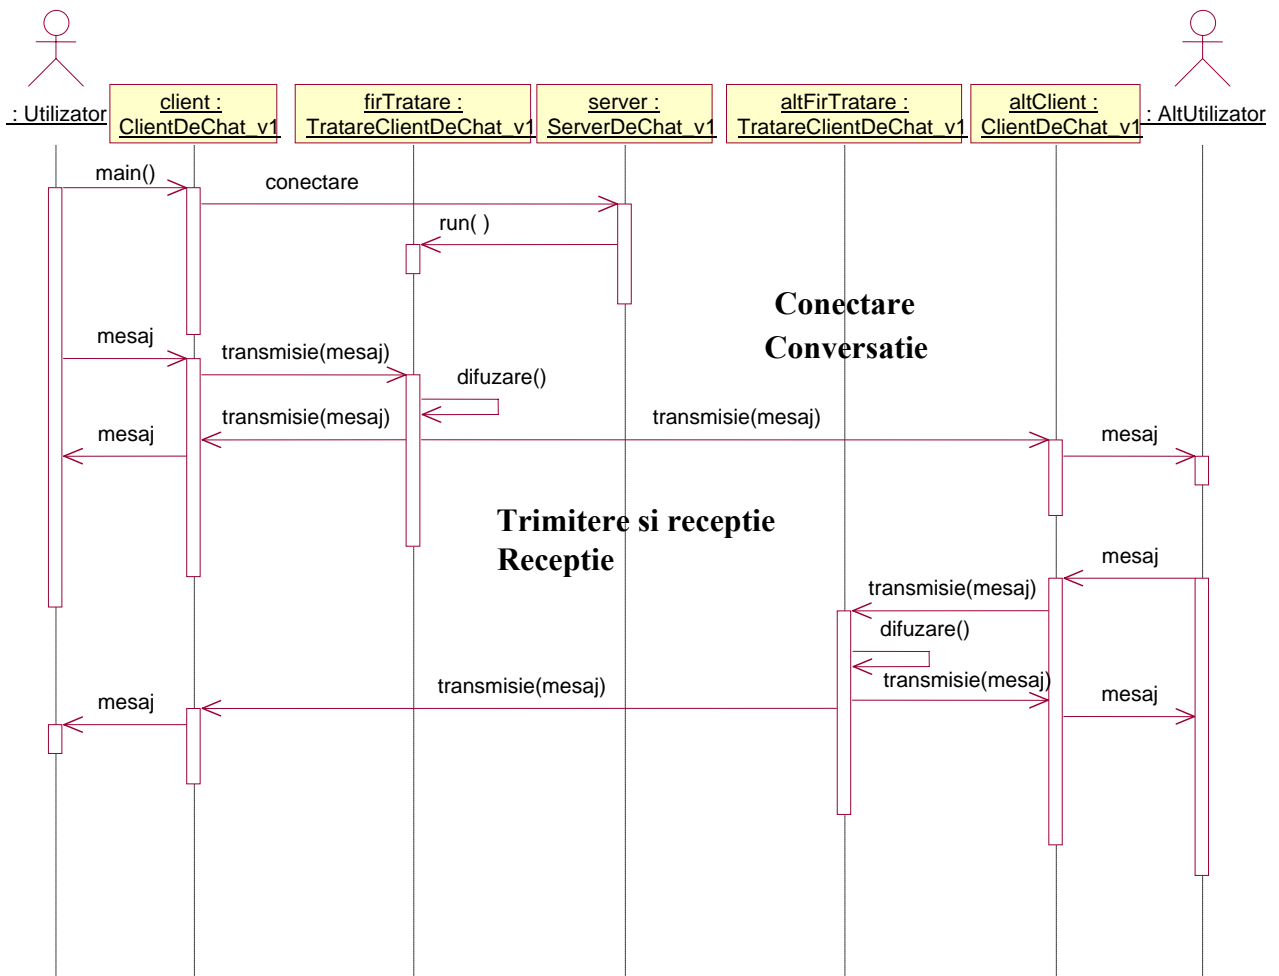 : Utilizator
client :
ClientDeChat_v1
firTratare :
TratareClientDeChat_v1
server :
ServerDeChat_v1
altFirTratare :
TratareClientDeChat_v1
altClient :
ClientDeChat_v1
: AltUtilizator
main()
conectare
run( )
Conectare
Conversatie
mesaj
transmisie(mesaj)
difuzare()
mesaj
transmisie(mesaj)
transmisie(mesaj)
mesaj
Trimitere si receptie
Receptie
mesaj
transmisie(mesaj)
difuzare()
transmisie(mesaj)
mesaj
transmisie(mesaj)
mesaj